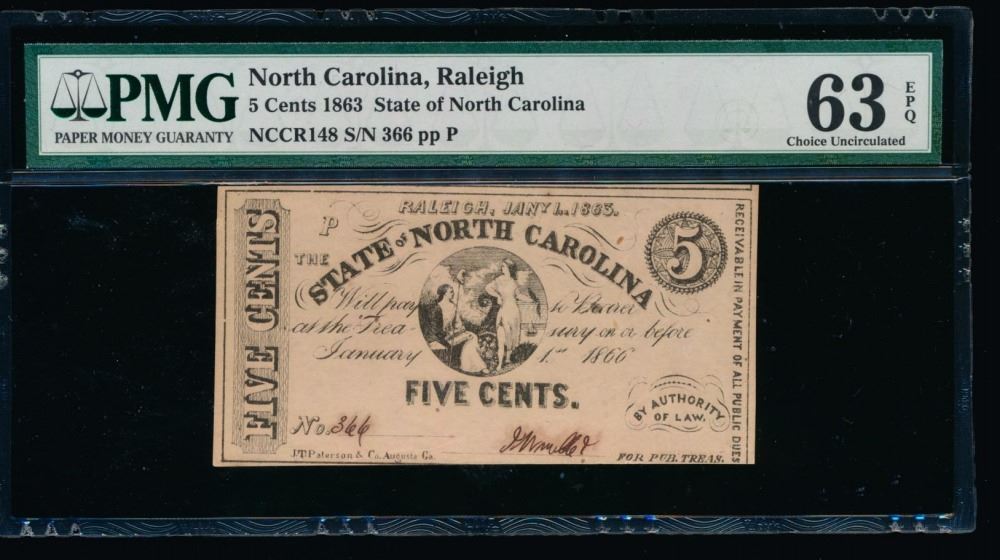 PMG
PAPER MONEY GUARANTY
North Carolina, Raleigh
5 Cents 1863 State of North Carolina
NCCR148 S/N 366 pp P
63
EPQ
Choice Uncirculated
RALEIGH, JANY 1., 1863.
P
5
THE
STATE of NORTH CAROLINA
Will pay to Bearer
at the Treasury on or before
January 1st 1866
FIVE CENTS.
FIVE CENTS
No. 366
BY AUTHORITY
OF LAW.
J.T. Paterson & Co. Augusta Ga.
FOR PUB. TREAS.
RECEIVABLE IN PAYMENT OF ALL PUBLIC DUES